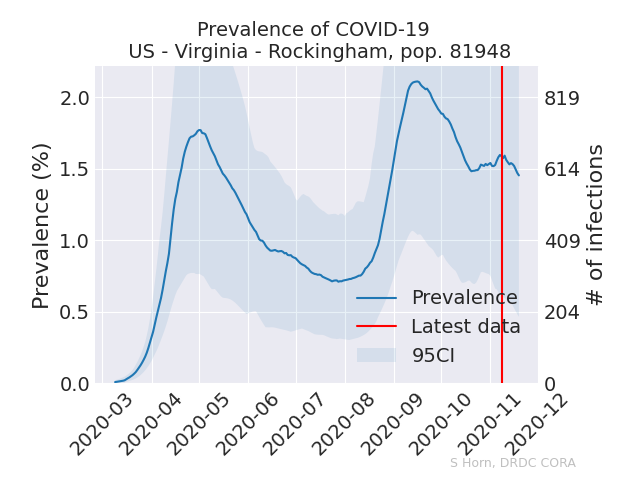 Prevalence of COVID-19
US - Virginia - Rockingham, pop. 81948
Prevalence (%)
2.0
1.5
1.0
0.5
0.0
819
614
409
204
0
# of infections
Prevalence
Latest data
95CI
2020-03
2020-04
2020-05
2020-06
2020-07
2020-08
2020-09
2020-10
2020-11
2020-12
S Horn, DRDC CORA